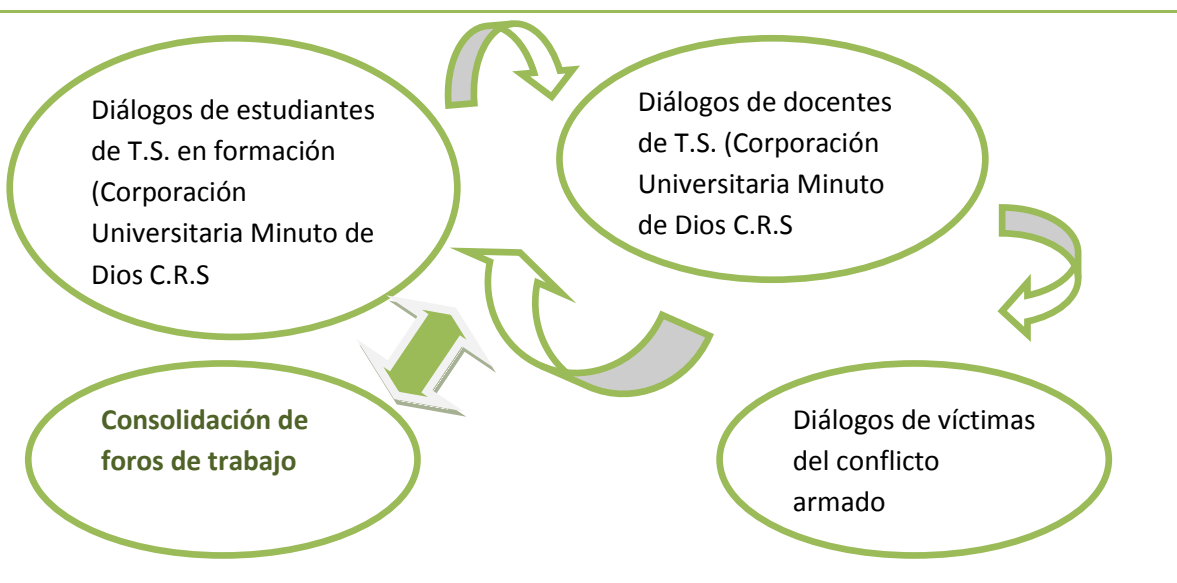 Diálogos de estudiantes
de T.S. en formación
(Corporación
Universitaria Minuto de
Dios C.R.S
Diálogos de docentes
de T.S. (Corporación
Universitaria Minuto
de Dios C.R.S
Consolidación de
foros de trabajo
Diálogos de víctimas
del conflicto
armado